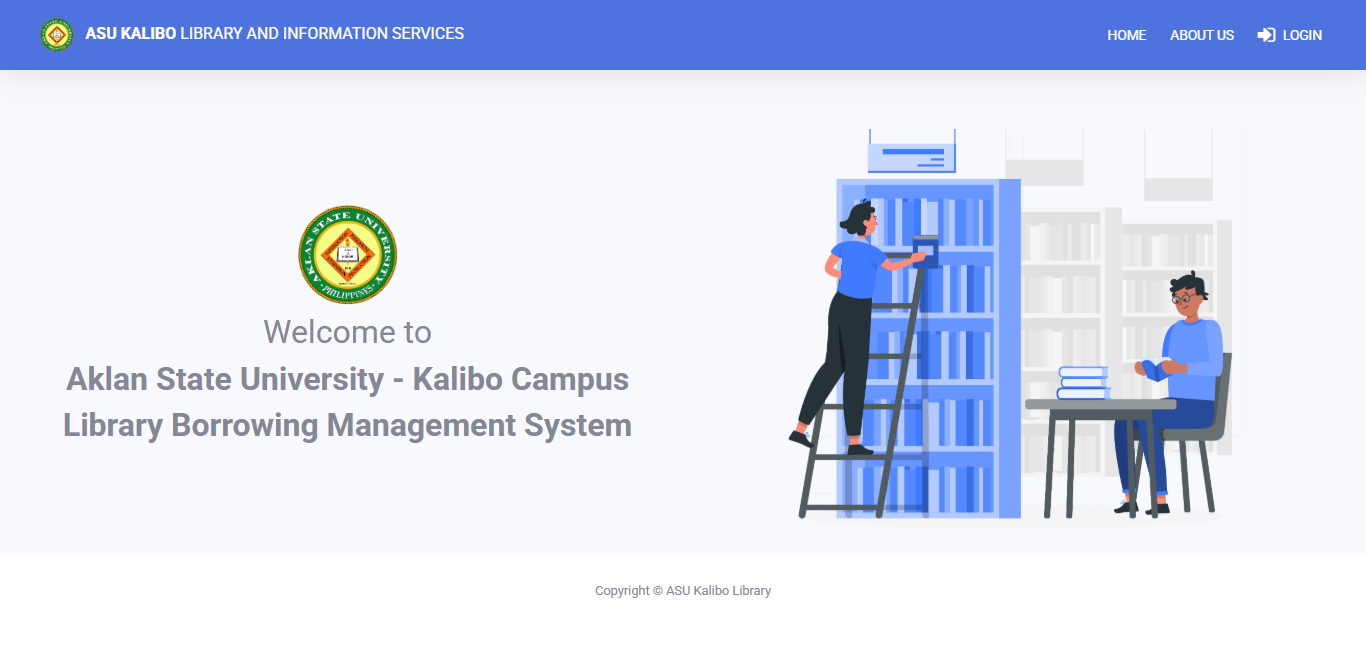 ASU KALIBO LIBRARY AND INFORMATION SERVICES
HOME
ABOUT US
LOGIN
AKLAN STATE UNIVERSITY
PHILIPPINES
Welcome to
Aklan State University - Kalibo Campus
Library Borrowing Management System
Copyright © ASU Kalibo Library